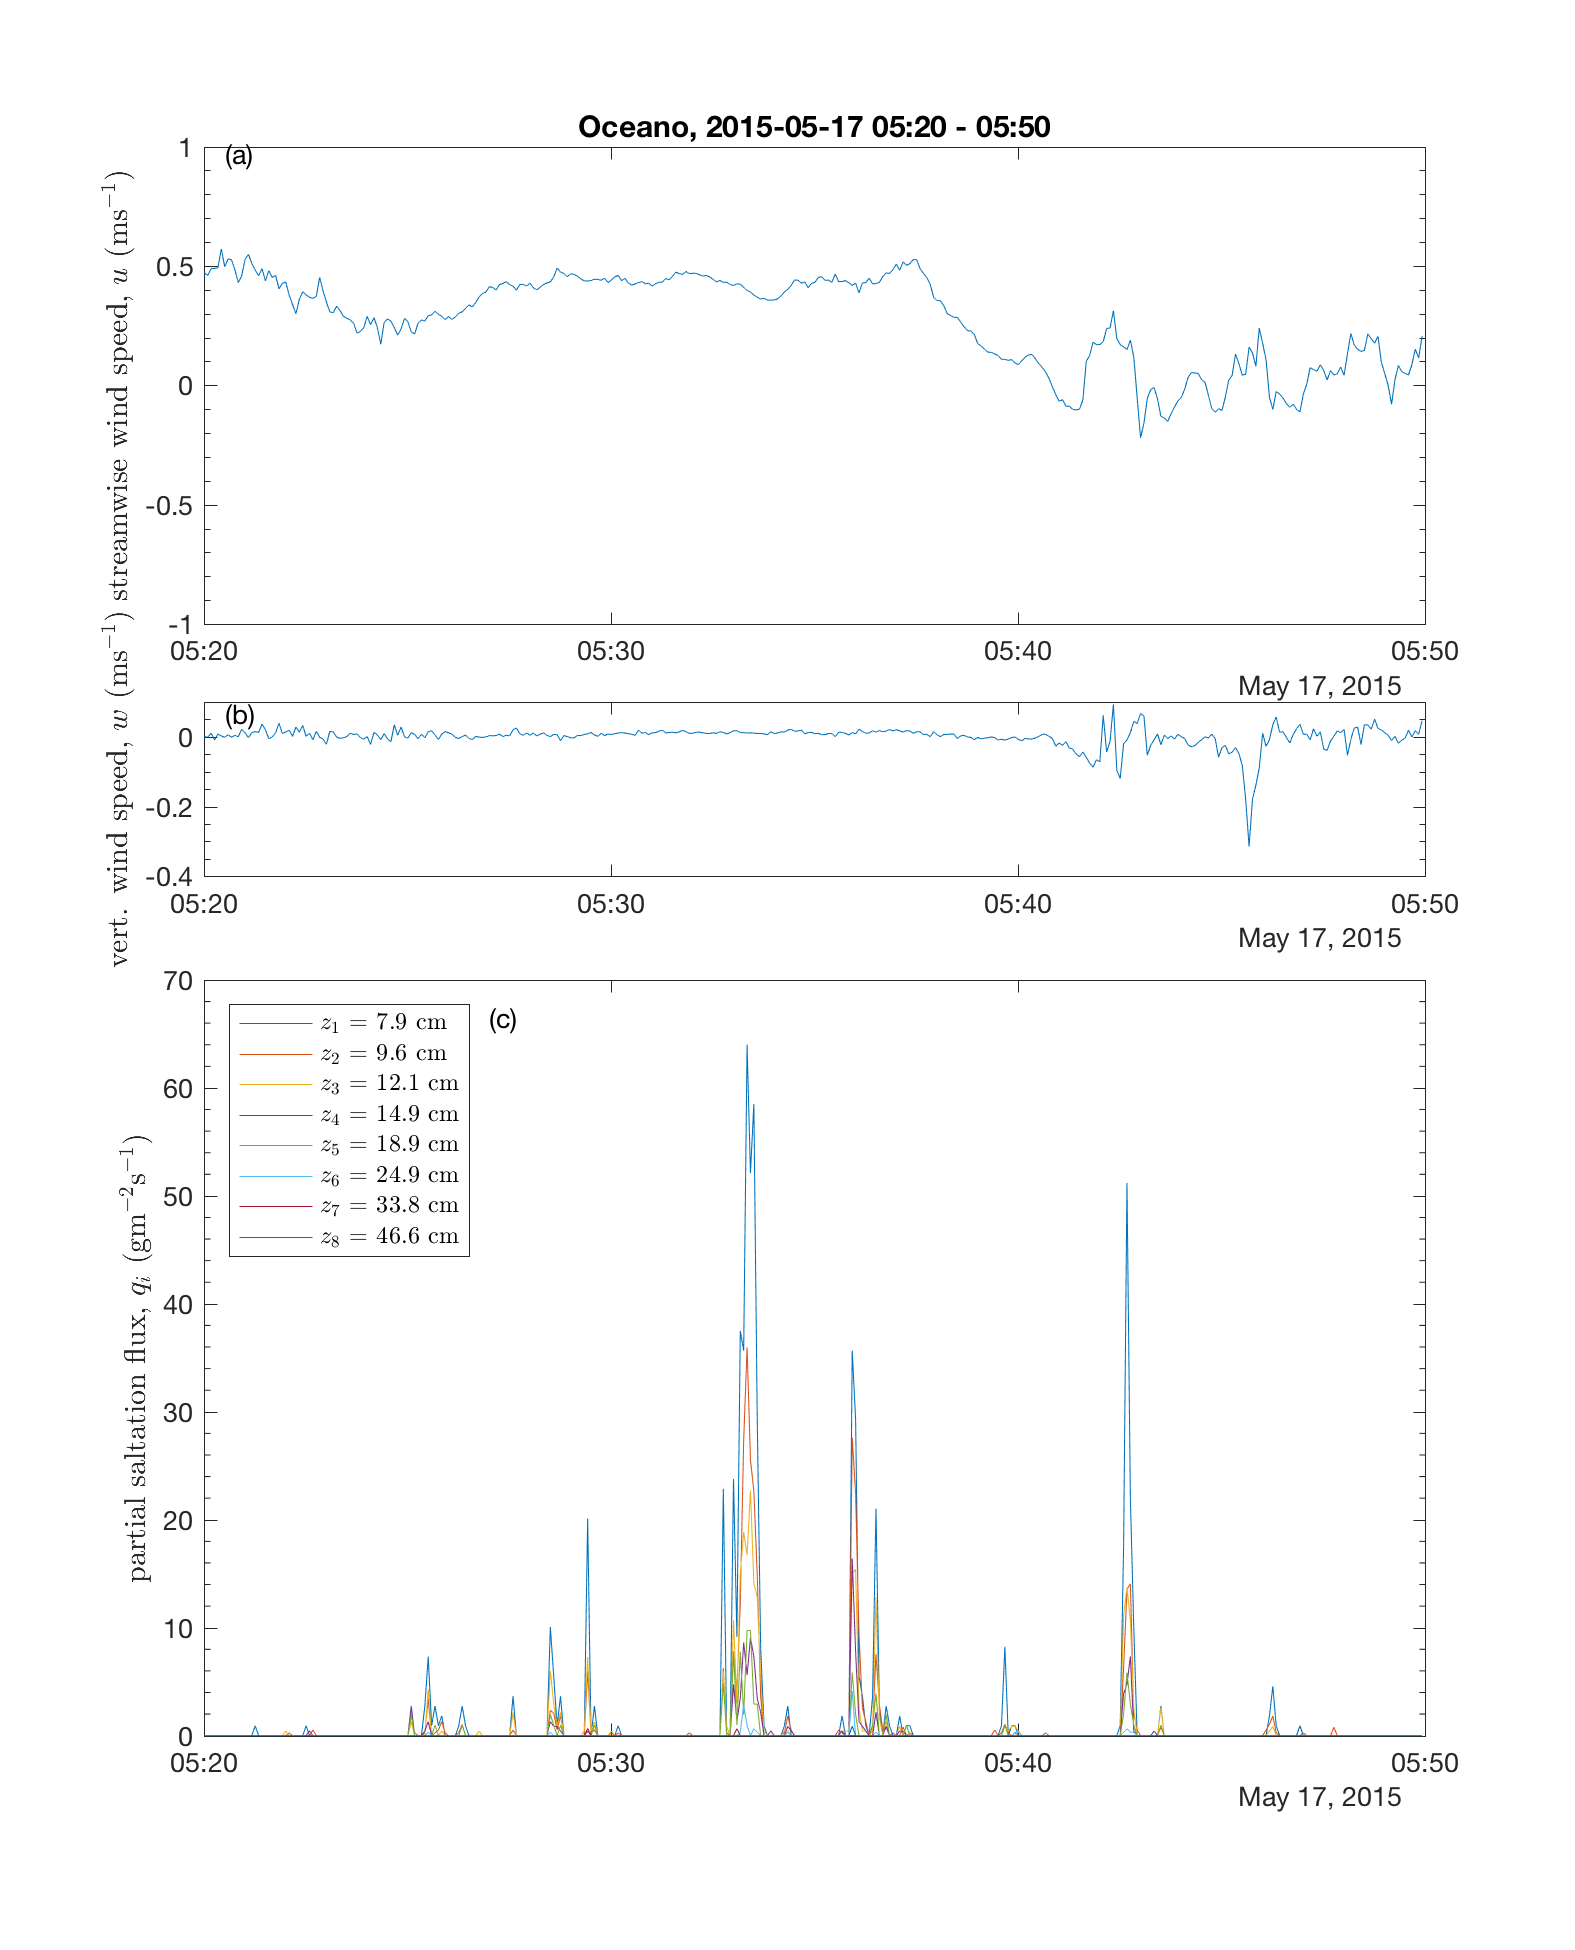 Oceano, 2015-05-17 05:20 - 05:50
(a)
streamwise wind speed, u (ms⁻¹)
1
0.5
0
-0.5
-1
05:20 05:30 05:40 05:50
May 17, 2015
(b)
vert. wind speed, w (ms⁻¹)
0
-0.2
-0.4
05:20 05:30 05:40 05:50
May 17, 2015
(c)
partial saltation flux, qᵢ (gm⁻²s⁻¹)
70
60
50
40
30
20
10
0
z₁ = 7.9 cm
z₂ = 9.6 cm
z₃ = 12.1 cm
z₄ = 14.9 cm
z₅ = 18.9 cm
z₆ = 24.9 cm
z₇ = 33.8 cm
z₈ = 46.6 cm
05:20 05:30 05:40 05:50
May 17, 2015